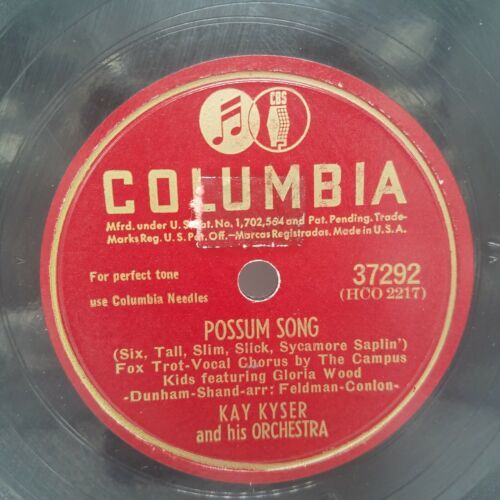 CBS
COLUMBIA
Mfrd. under U. S. Pat. No. 1,702,564 and Pat. Pending. Trade-
Marks Reg. U. S. Pat. Off.—Marcas Registradas. Made in U.S.A.
For perfect tone
use Columbia Needles
37292
(HCO 2217)
POSSUM SONG
(Six, Tall, Slim, Slick, Sycamore Saplin')
Fox Trot-Vocal Chorus by The Campus
Kids featuring Gloria Wood
-Dunham-Shand-arr: Feldman-Conlon-
KAY KYSER
and his ORCHESTRA